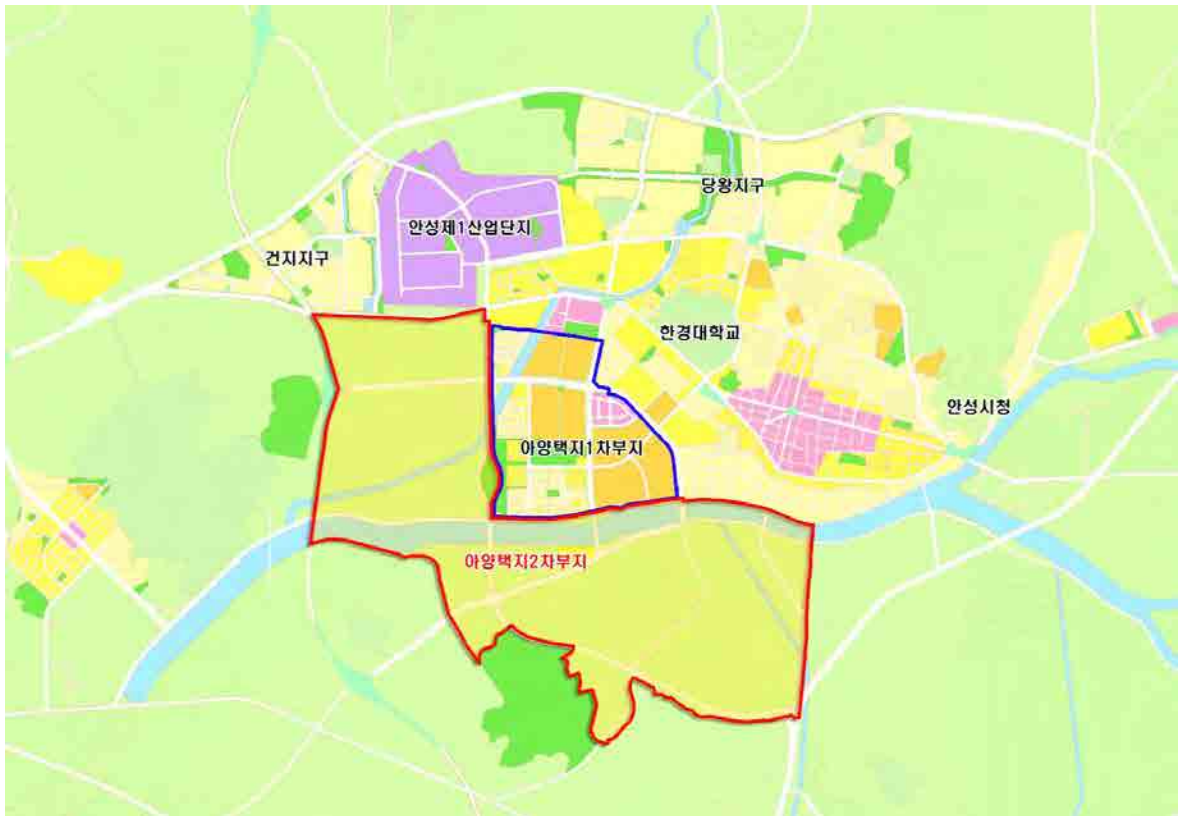 당왕지구
안성제1산업단지
건지지구
한경대학교
안성시청
아양택지1차부지
아양택지2차부지